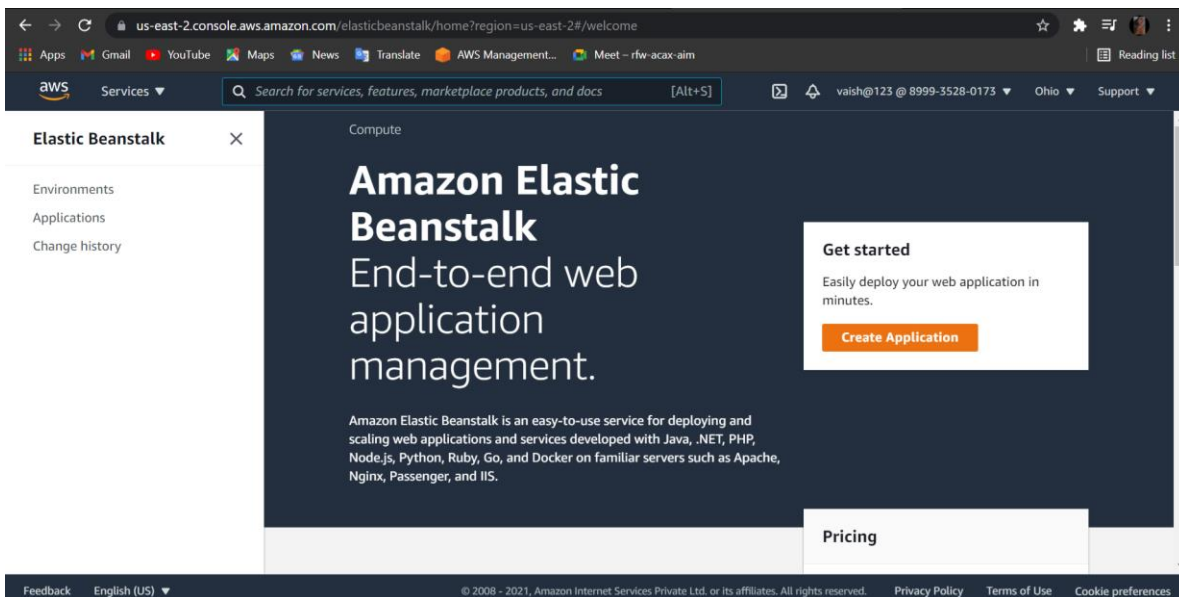 us-east-2.console.aws.amazon.com/elasticbeanstalk/home?region=us-east-2#/welcome
Apps Gmail YouTube Maps News Translate AWS Management... Meet – rfw-acax-aim Reading list
aws Services ▼ Search for services, features, marketplace products, and docs [Alt+S] vaish@123 @ 8999-3528-0173 ▼ Ohio ▼ Support ▼
Elastic Beanstalk
Environments
Applications
Change history
Compute
Amazon Elastic
Beanstalk
End-to-end web
application
management.
Amazon Elastic Beanstalk is an easy-to-use service for deploying and
scaling web applications and services developed with Java, .NET, PHP,
Node.js, Python, Ruby, Go, and Docker on familiar servers such as Apache,
Nginx, Passenger, and IIS.
Get started
Easily deploy your web application in
minutes.
Create Application
Pricing
Feedback English (US) ▼ © 2008 - 2021, Amazon Internet Services Private Ltd. or its affiliates. All rights reserved. Privacy Policy Terms of Use Cookie preferences